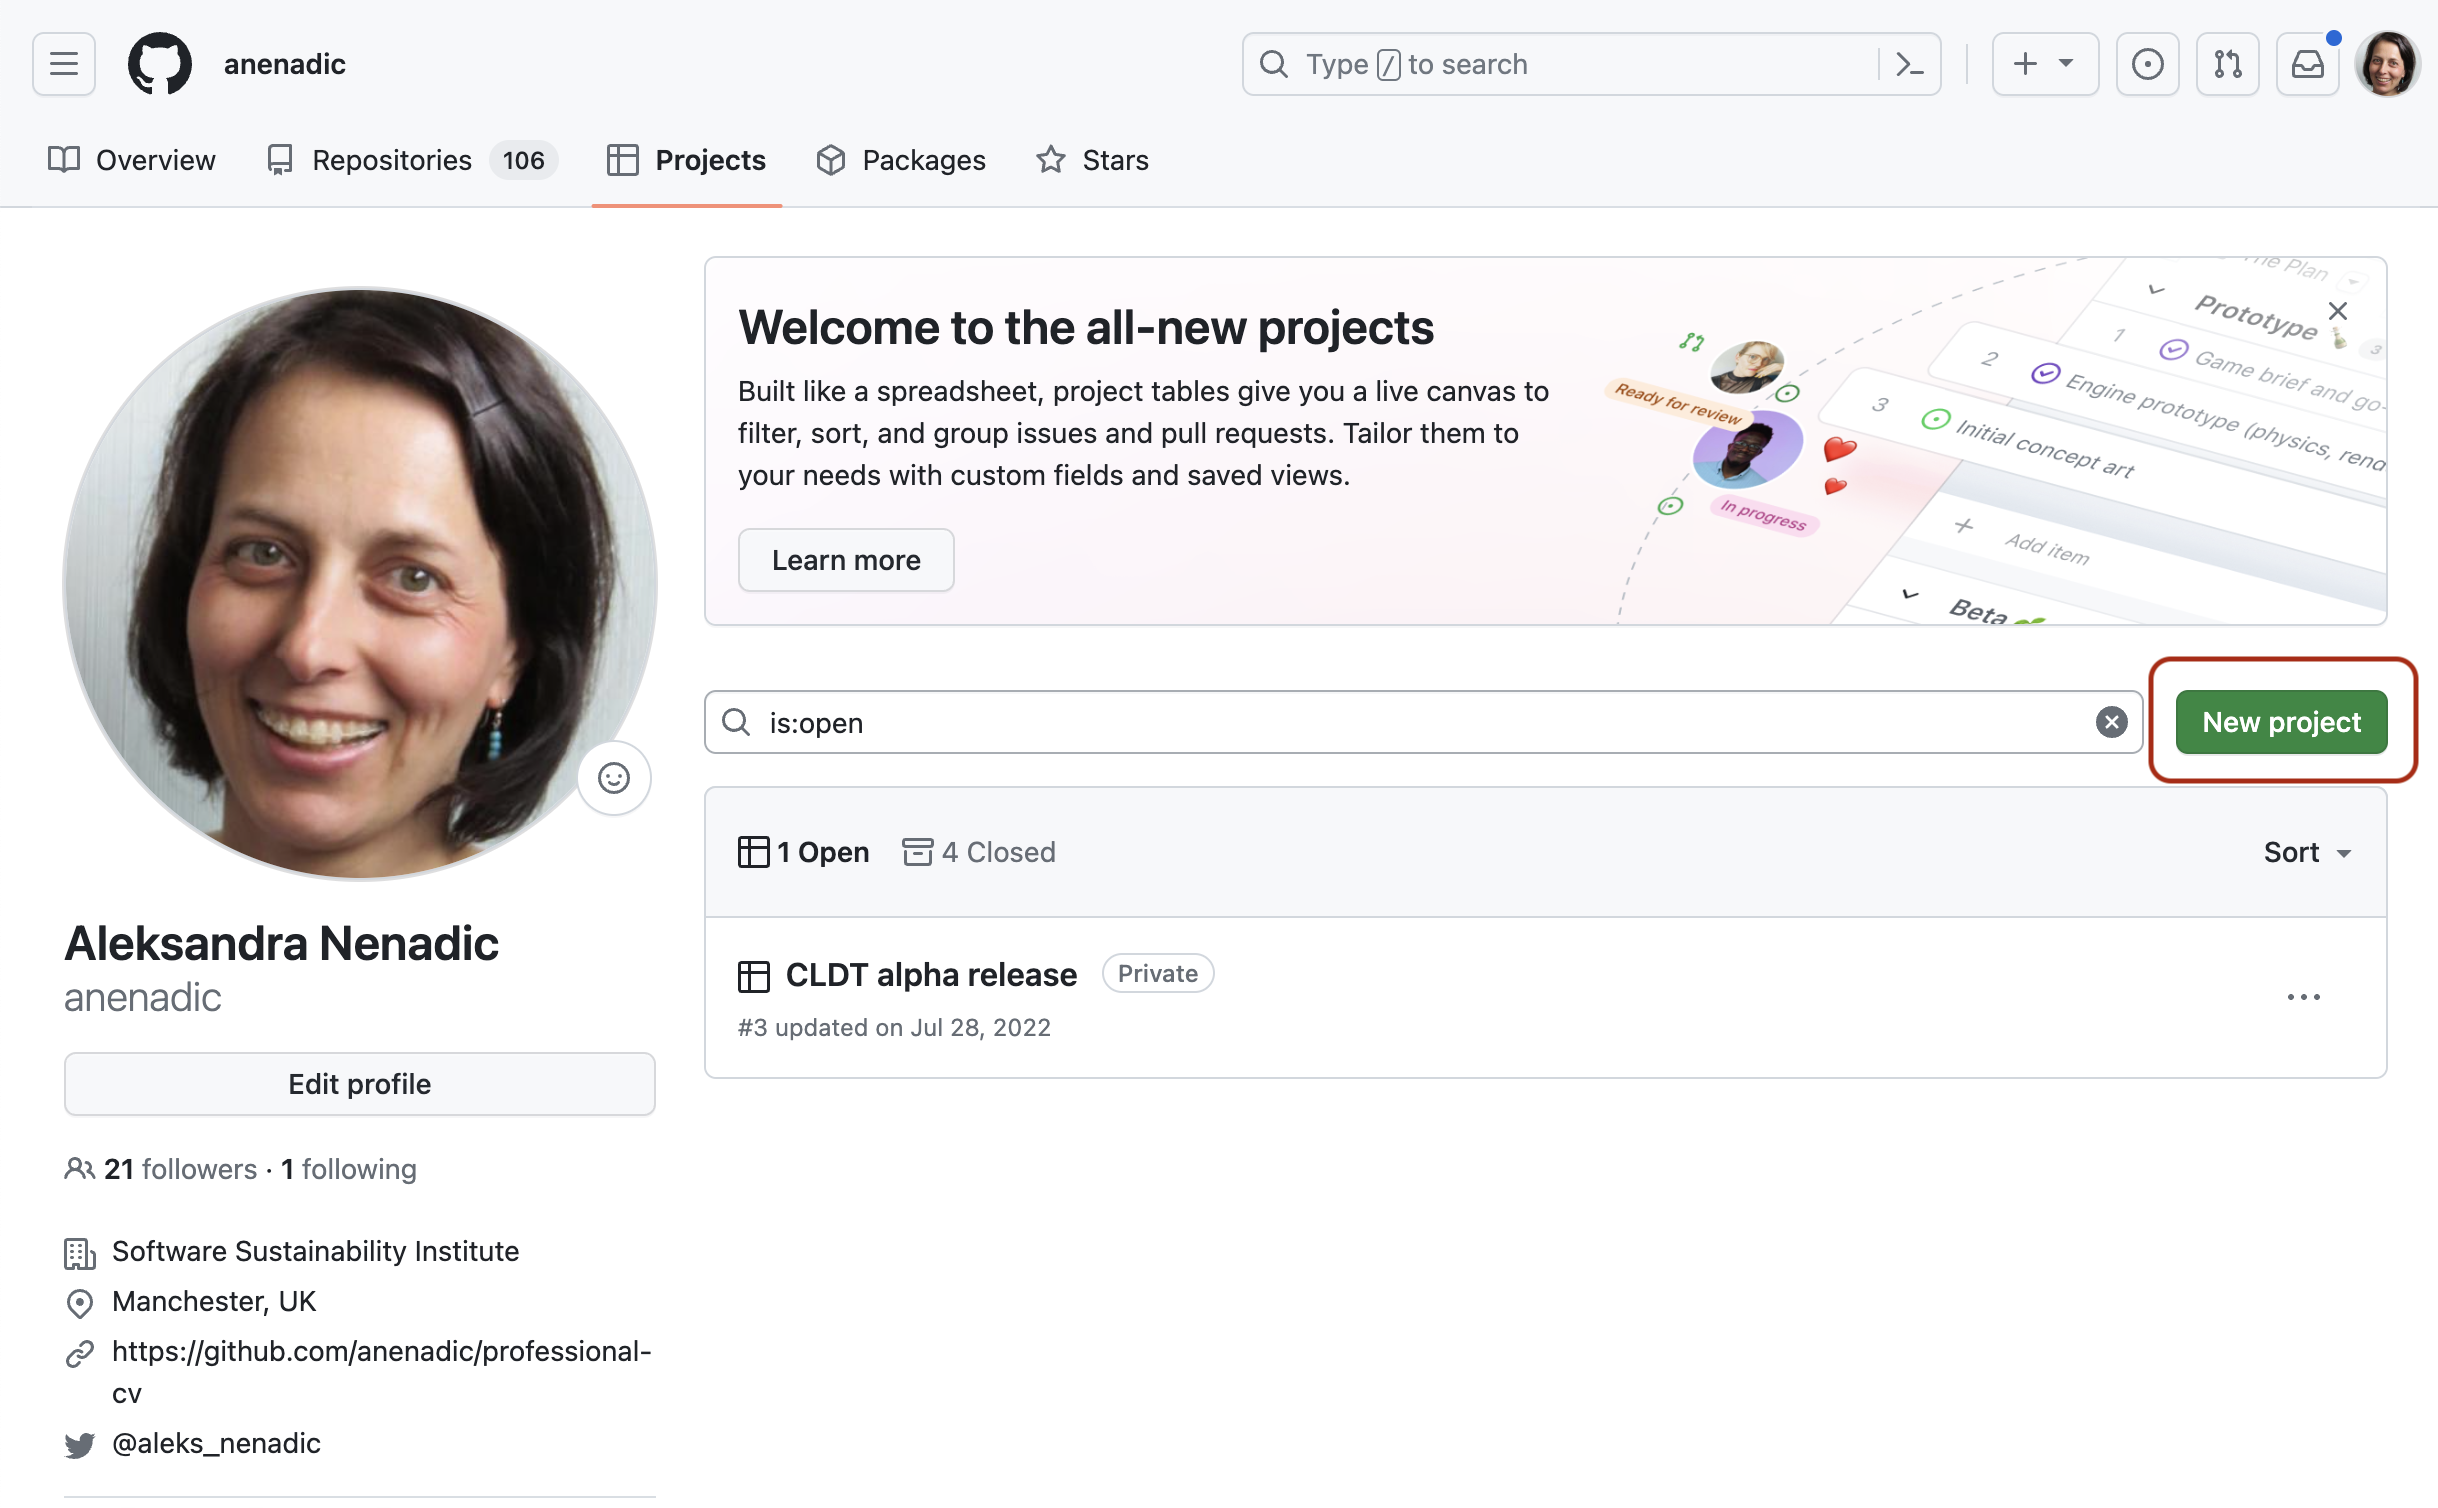 anenadic
Type / to search
Overview
Repositories 106
Projects
Packages
Stars
Welcome to the all-new projects
Built like a spreadsheet, project tables give you a live canvas to
filter, sort, and group issues and pull requests. Tailor them to
your needs with custom fields and saved views.
Learn more
Ready for review
In progress
The Plan
Prototype 3
1 Game brief and go-
2 Engine prototype (physics, rend
3 Initial concept art
+ Add item
Beta
is:open
New project
1 Open 4 Closed
Sort
CLDT alpha release Private
#3 updated on Jul 28, 2022
Aleksandra Nenadic
anenadic
Edit profile
21 followers · 1 following
Software Sustainability Institute
Manchester, UK
https://github.com/anenadic/professional-
cv
@aleks_nenadic